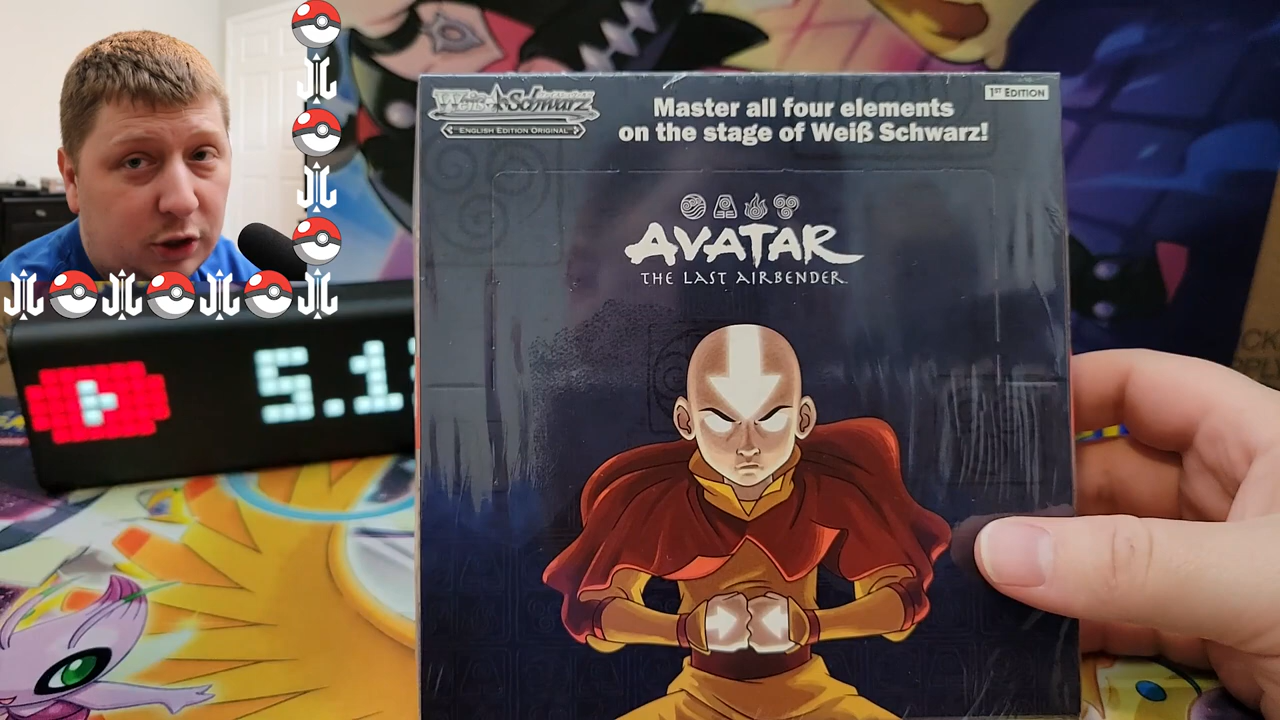 Weiß Schwarz
ENGLISH EDITION ORIGINAL
Master all four elements
on the stage of Weiß Schwarz!
1ST EDITION
AVATAR
THE LAST AIRBENDER
5.1